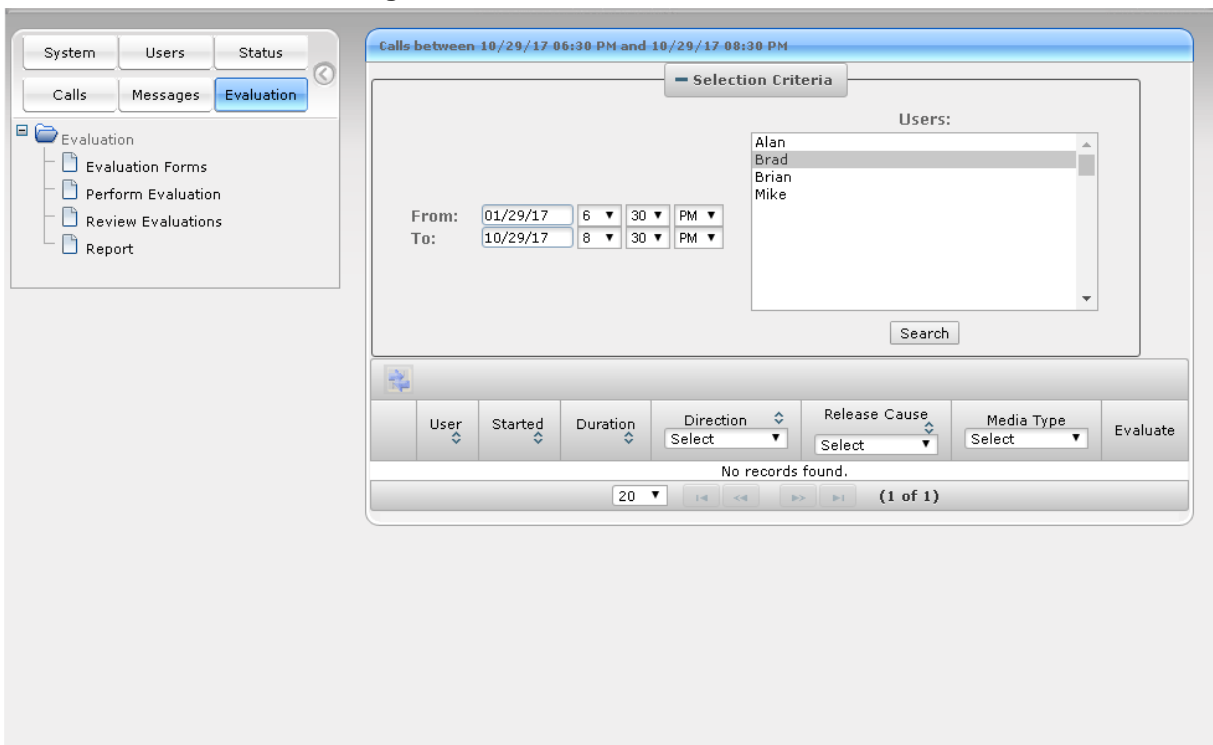 System Users Status
Calls Messages Evaluation
Evaluation
Evaluation Forms
Perform Evaluation
Review Evaluations
Report
Calls between 10/29/17 06:30 PM and 10/29/17 08:30 PM
Selection Criteria
Users:
Alan
Brad
Brian
Mike
From: 01/29/17 6 30 PM
To: 10/29/17 8 30 PM
Search
User Started Duration Direction Release Cause Media Type Evaluate
Select Select Select
No records found.
20 (1 of 1)